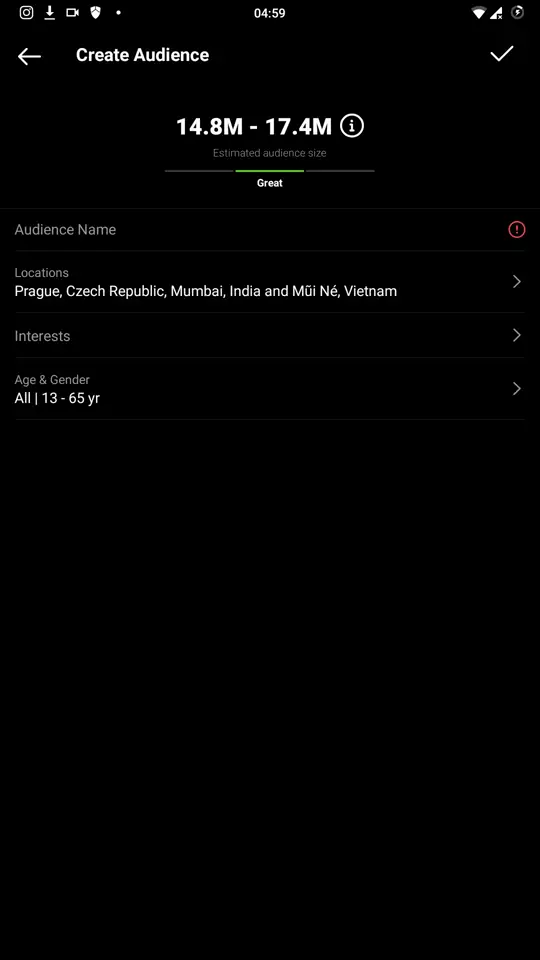 04:59
Create Audience
14.8M - 17.4M
Estimated audience size
Great
Audience Name
Locations
Prague, Czech Republic, Mumbai, India and Mũi Né, Vietnam
Interests
Age & Gender
All | 13 - 65 yr